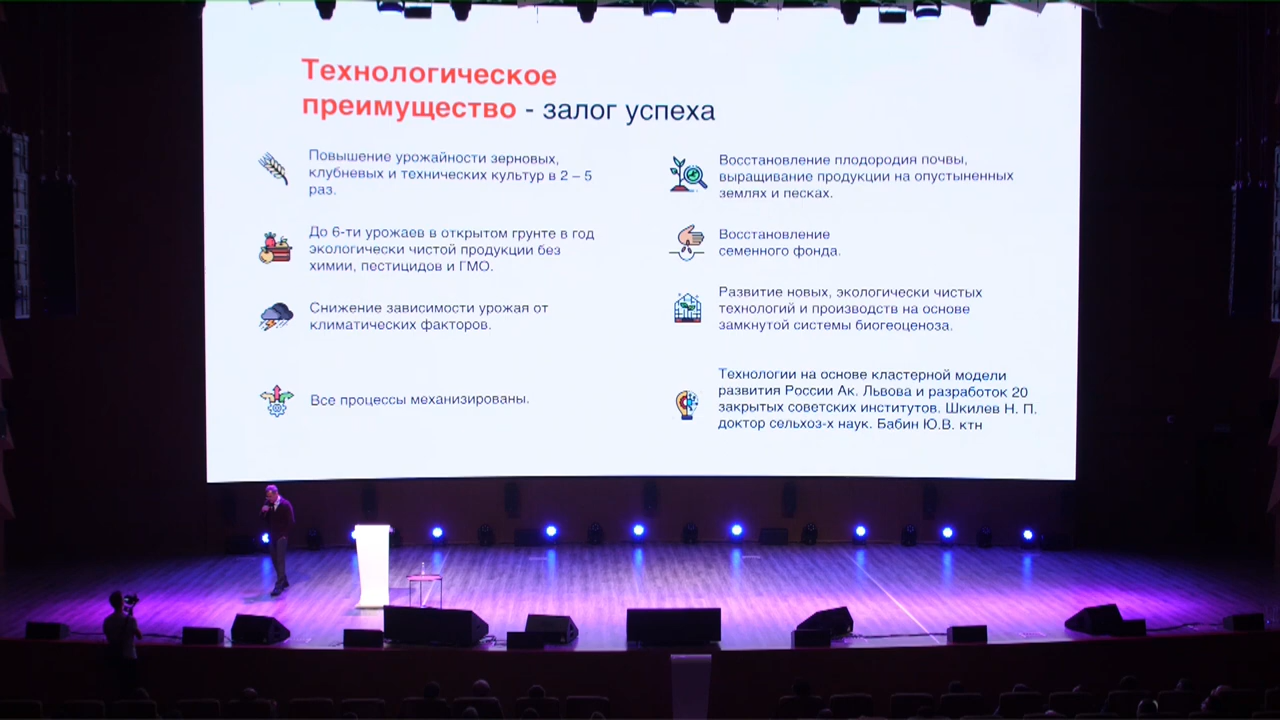 Технологическое
преимущество - залог успеха
Повышение урожайности зерновых,
клубневых и технических культур в 2 – 5
раз.
До 6-ти урожаев в открытом грунте в год
экологически чистой продукции без
химии, пестицидов и ГМО.
Снижение зависимости урожая от
климатических факторов.
Все процессы механизированы.
Восстановление плодородия почвы,
выращивание продукции на опустыненных
землях и песках.
Восстановление
семенного фонда.
Развитие новых, экологически чистых
технологий и производств на основе
замкнутой системы биогеоценоза.
Технологии на основе кластерной модели
развития России Ак. Львова и разработок 20
закрытых советских институтов. Шкилев Н. П.
доктор сельхоз-х наук. Бабин Ю.В. ктн